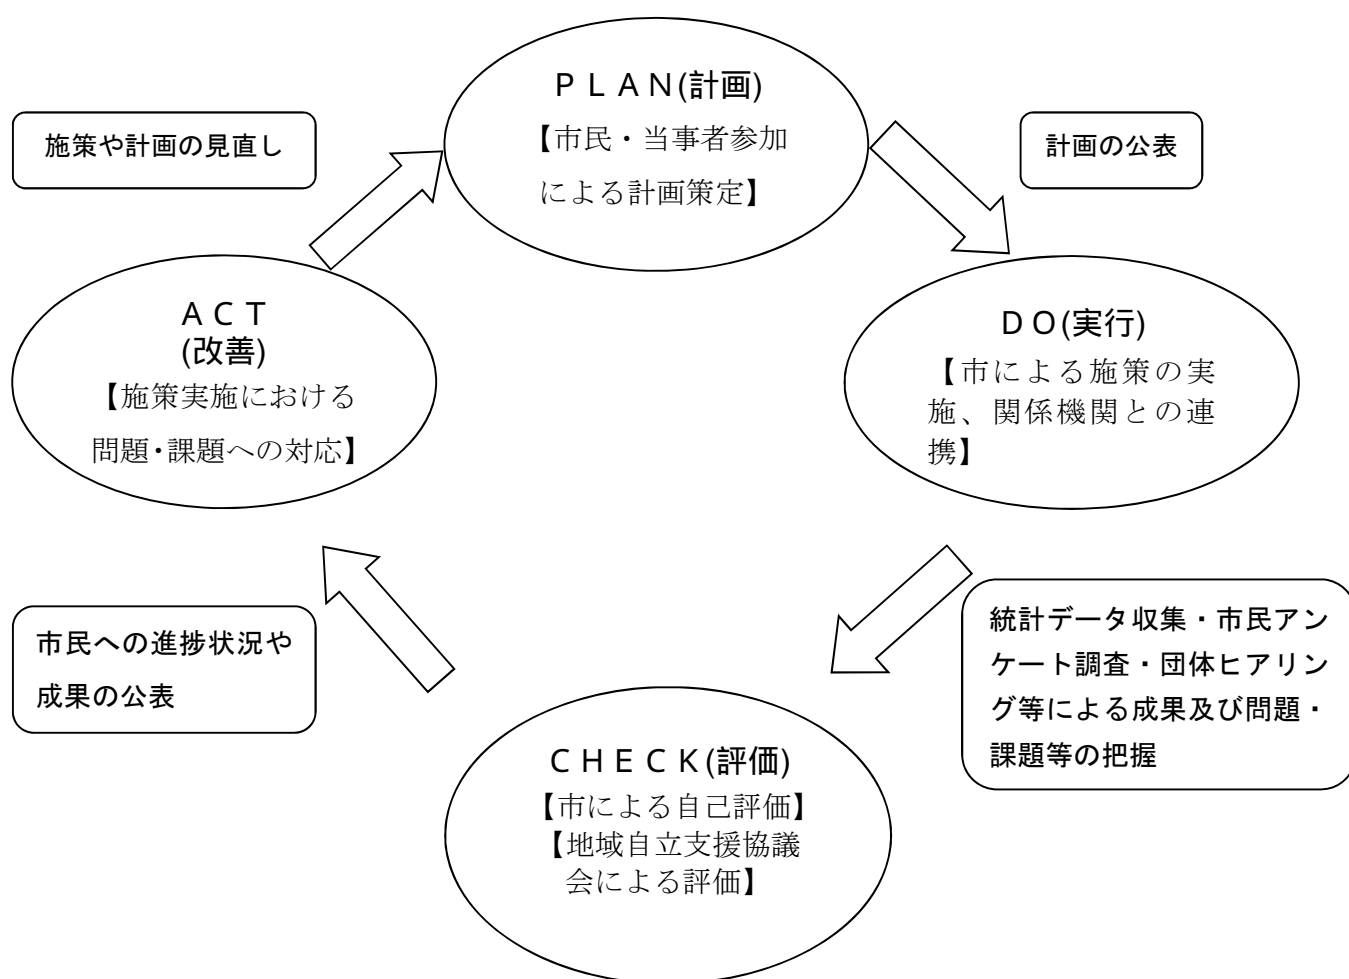 ＰＬＡＮ(計画)
【市民・当事者参加
による計画策定】
施策や計画の見直し
計画の公表
ＡＣＴ
(改善)
【施策実施における
問題・課題への対応】
ＤＯ(実行)
【市による施策の実
施、関係機関との連
携】
市民への進捗状況や
成果の公表
統計データ収集・市民アン
ケート調査・団体ヒアリン
グ等による成果及び問題・
課題等の把握
ＣＨＥＣＫ(評価)
【市による自己評価】
【地域自立支援協議
会による評価】